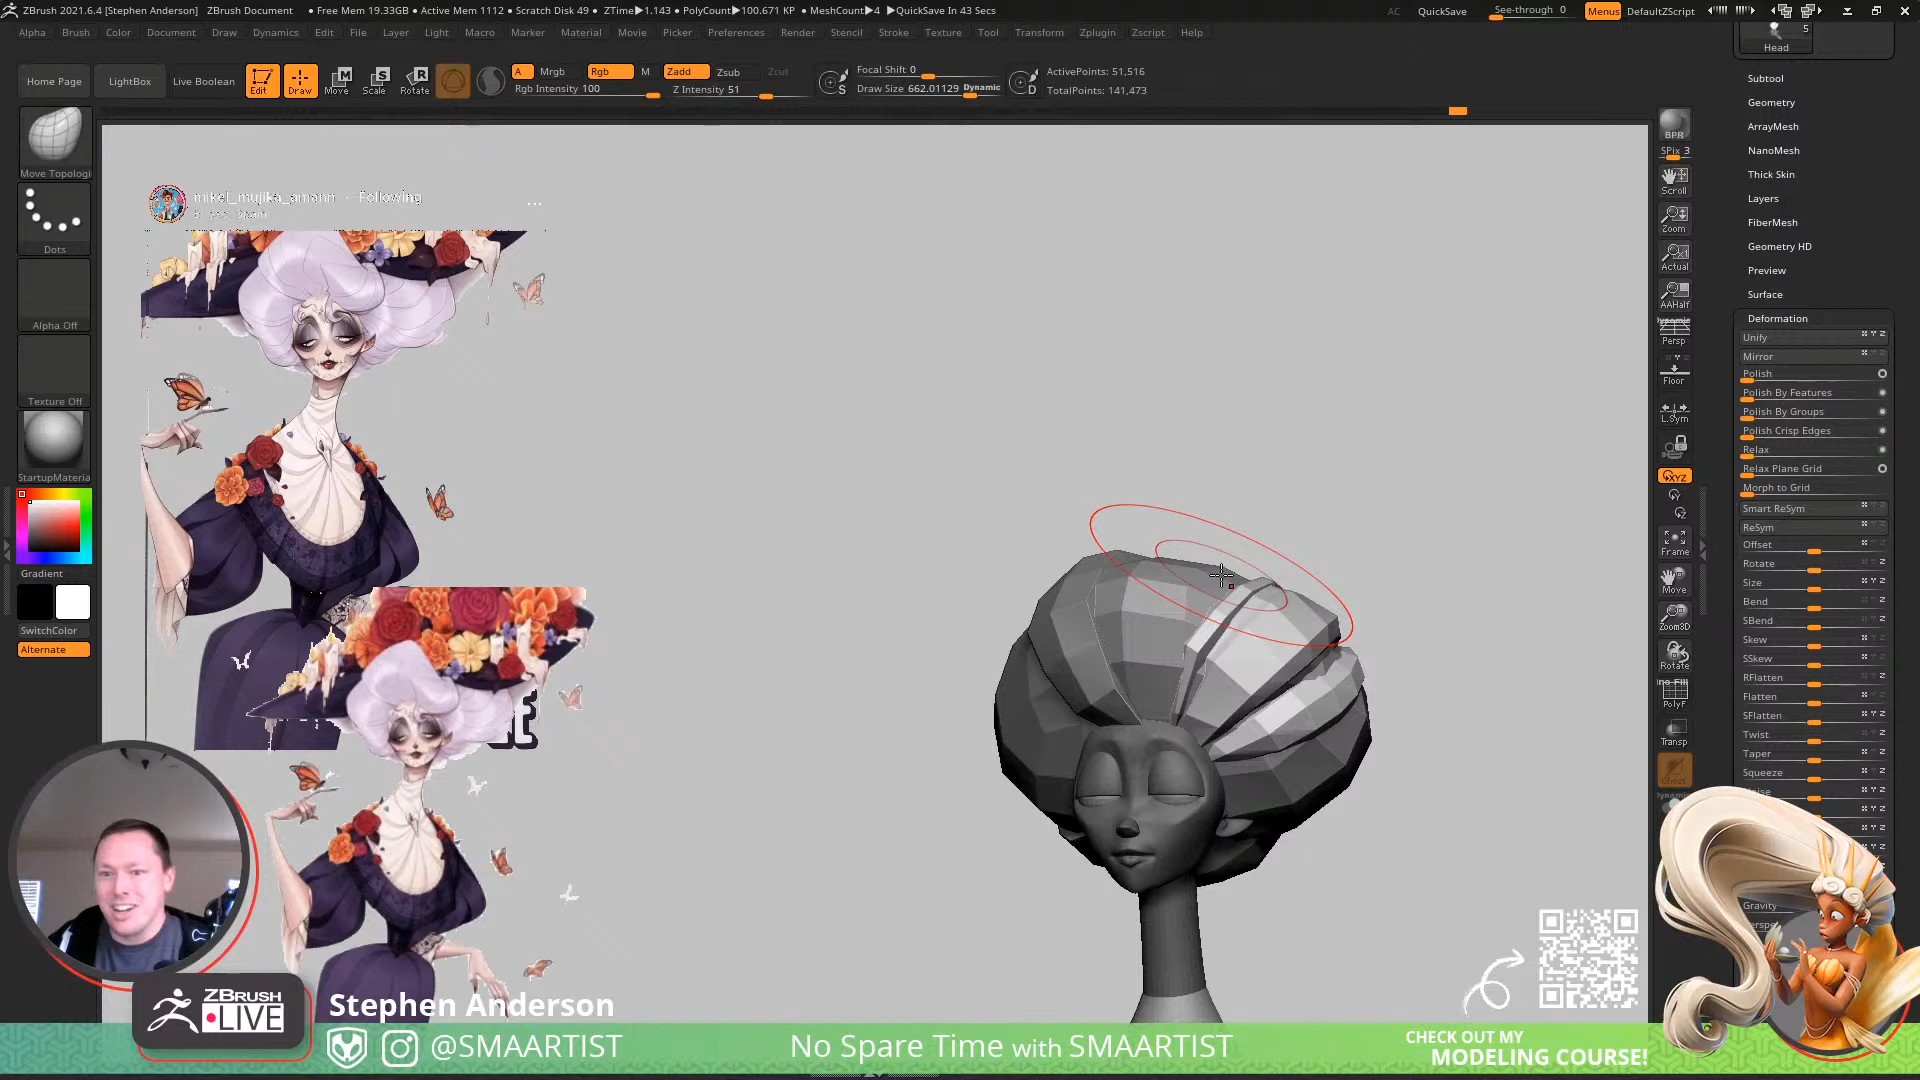 ZBrush 2021.6.4 [Stephen Anderson] ZBrush Document • Free Mem 19.33GB • Active Mem 1112 • Scratch Disk 49 • ZTime▶1.143 • PolyCount▶100.671 KP • MeshCount▶4 ▶QuickSave In 43 Secs AC QuickSave See-through 0 Menus DefaultZScript
Alpha Brush Color Document Draw Dynamics Edit File Layer Light Macro Marker Material Movie Picker Preferences Render Stencil Stroke Texture Tool Transform Zplugin Zscript Help
Home Page LightBox Live Boolean Edit Draw Move Scale Rotate
A Mrgb Rgb M Zadd Zsub Zcut
Rgb Intensity 100 Z Intensity 51
Focal Shift 0
Draw Size 662.01129 Dynamic
ActivePoints: 51,516
TotalPoints: 141,473
Move Topologi
Dots
Alpha Off
Texture Off
StartupMateria
Gradient
SwitchColor
Alternate
mikel_mujika_amann · Following
BPR
SPix 3
Scroll
Zoom
Actual
AAHalf
Dynamic
Persp
Floor
L.Sym
XYZ
Frame
Move
Zoom3D
Rotate
PolyF
Transp
Ghost
Dynamic
5
Head
Subtool
Geometry
ArrayMesh
NanoMesh
Thick Skin
Layers
FiberMesh
Geometry HD
Preview
Surface
Deformation
Unify
Mirror
Polish
Polish By Features
Polish By Groups
Polish Crisp Edges
Relax
Relax Plane Grid
Morph to Grid
Smart ReSym
ReSym
Offset
Rotate
Size
Bend
SBend
Skew
SSkew
RFlatten
Flatten
SFlatten
Twist
Taper
Squeeze
Noise
Gravity
ZBRUSH
LIVE
Stephen Anderson
@SMAARTIST
No Spare Time with SMAARTIST
CHECK OUT MY
MODELING COURSE!